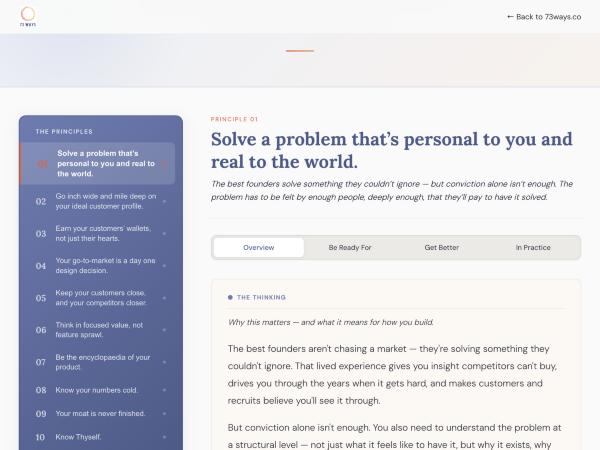 73 WAYS
← Back to 73ways.co
THE PRINCIPLES
01 Solve a problem that's
personal to you and real to
the world.
02 Go inch wide and mile deep on
your ideal customer profile.
03 Earn your customers' wallets,
not just their hearts.
04 Your go-to-market is a day one
design decision.
05 Keep your customers close,
and your competitors closer.
06 Think in focused value, not
feature sprawl.
07 Be the encyclopaedia of your
product.
08 Know your numbers cold.
09 Your moat is never finished.
10 Know Thyself.
PRINCIPLE 01
Solve a problem that's personal to you and
real to the world.
The best founders solve something they couldn't ignore — but conviction alone isn't enough. The
problem has to be felt by enough people, deeply enough, that they'll pay to have it solved.
Overview Be Ready For Get Better In Practice
THE THINKING
Why this matters — and what it means for how you build.
The best founders aren't chasing a market — they're solving something they
couldn't ignore. That lived experience gives you insight competitors can't buy,
drives you through the years when it gets hard, and makes customers and
recruits believe you'll see it through.
But conviction alone isn't enough. You also need to understand the problem at
a structural level — not just what it feels like to have it, but why it exists, why